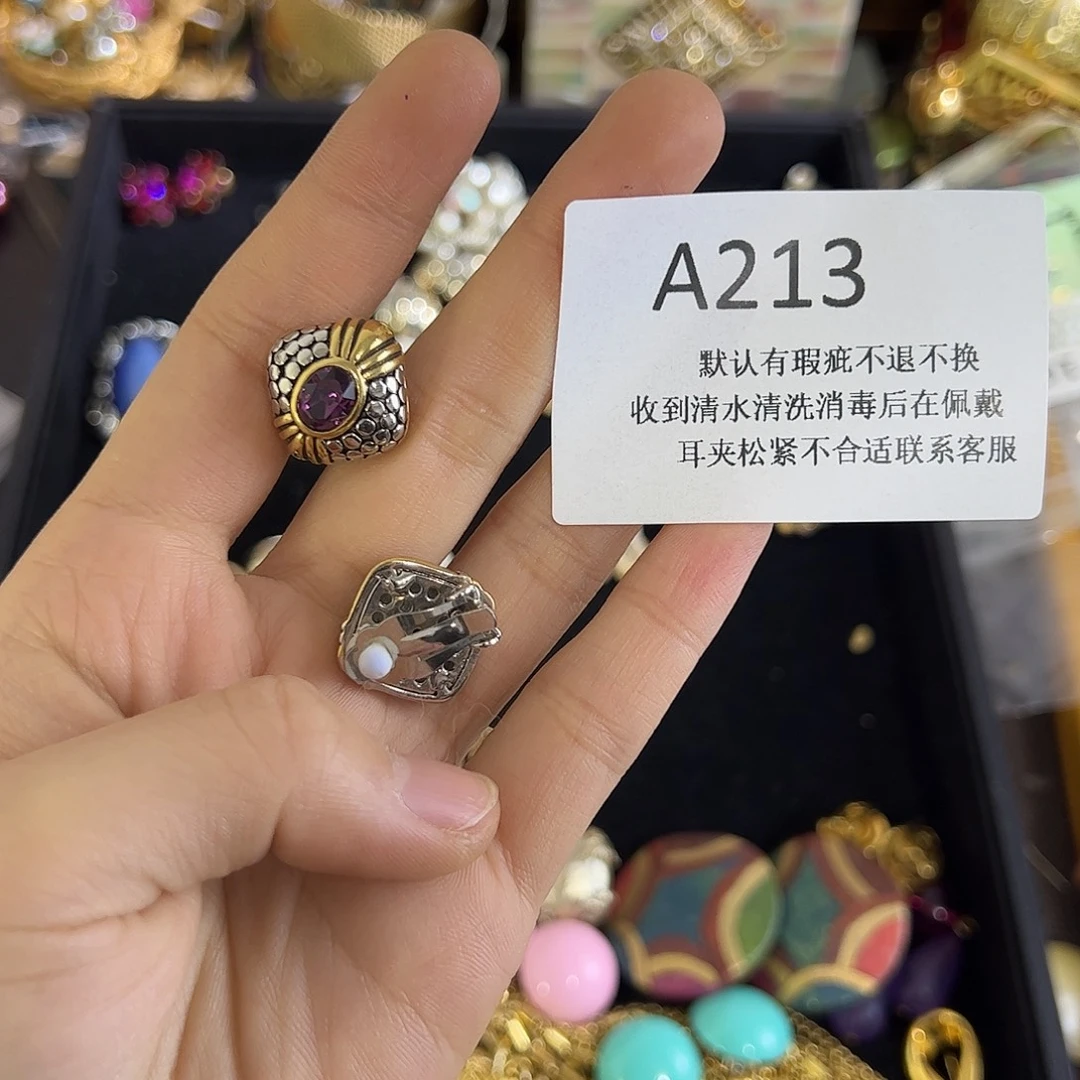 A213
默认有瑕疵不退不换
收到清水清洗消毒后在佩戴
耳夹松紧不合适联系客服